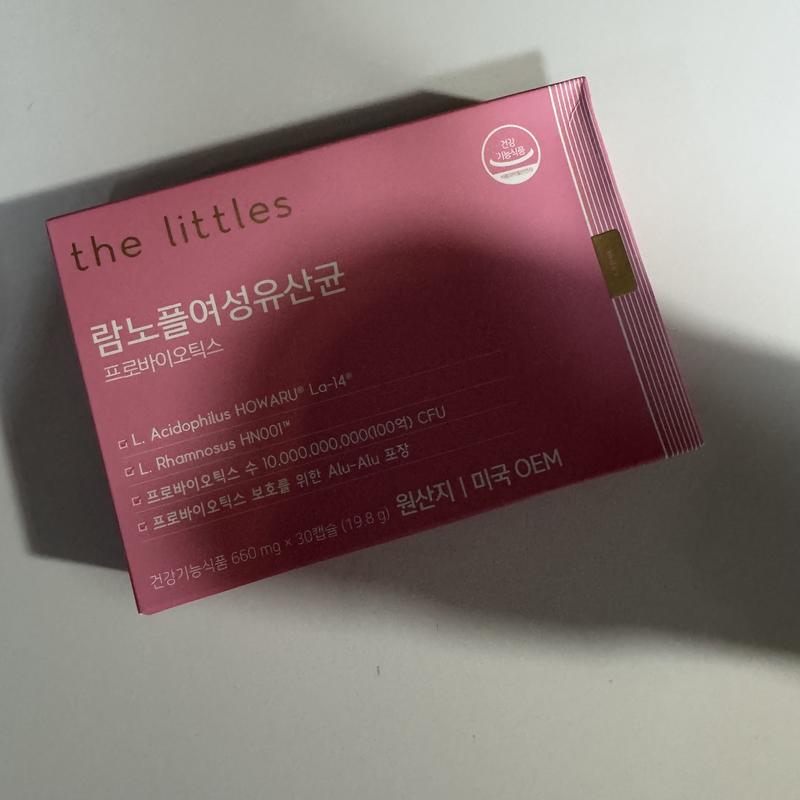 the littles
건강
기능식품
람노플여성유산균
프로바이오틱스
L. Acidophilus HOWARU® La-14®
L. Rhamnosus HN001™
프로바이오틱스 수 10,000,000,000(100억) CFU
프로바이오틱스 보호를 위한 Alu-Alu 포장
건강기능식품 660 mg × 30캡슐 (19.8 g) 원산지 | 미국 OEM